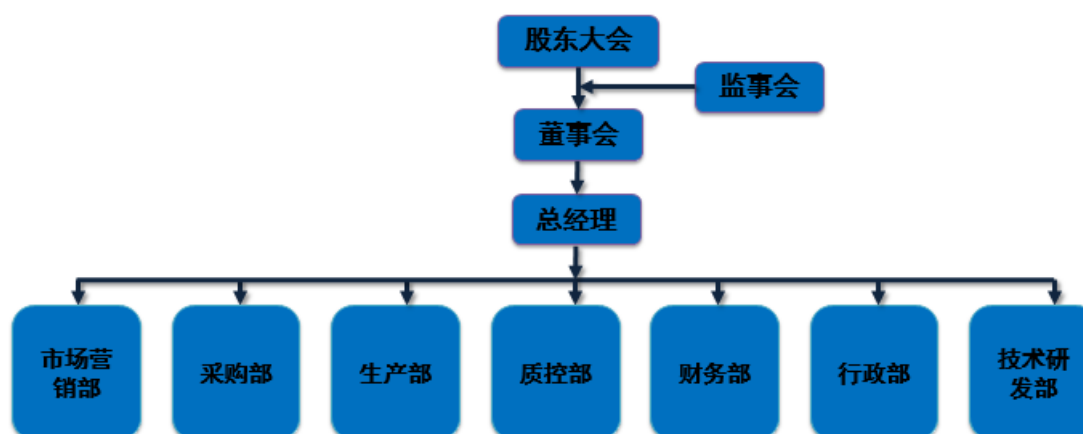 股东大会
监事会
董事会
总经理
市场营
销部
采购部
生产部
质控部
财务部
行政部
技术研
发部